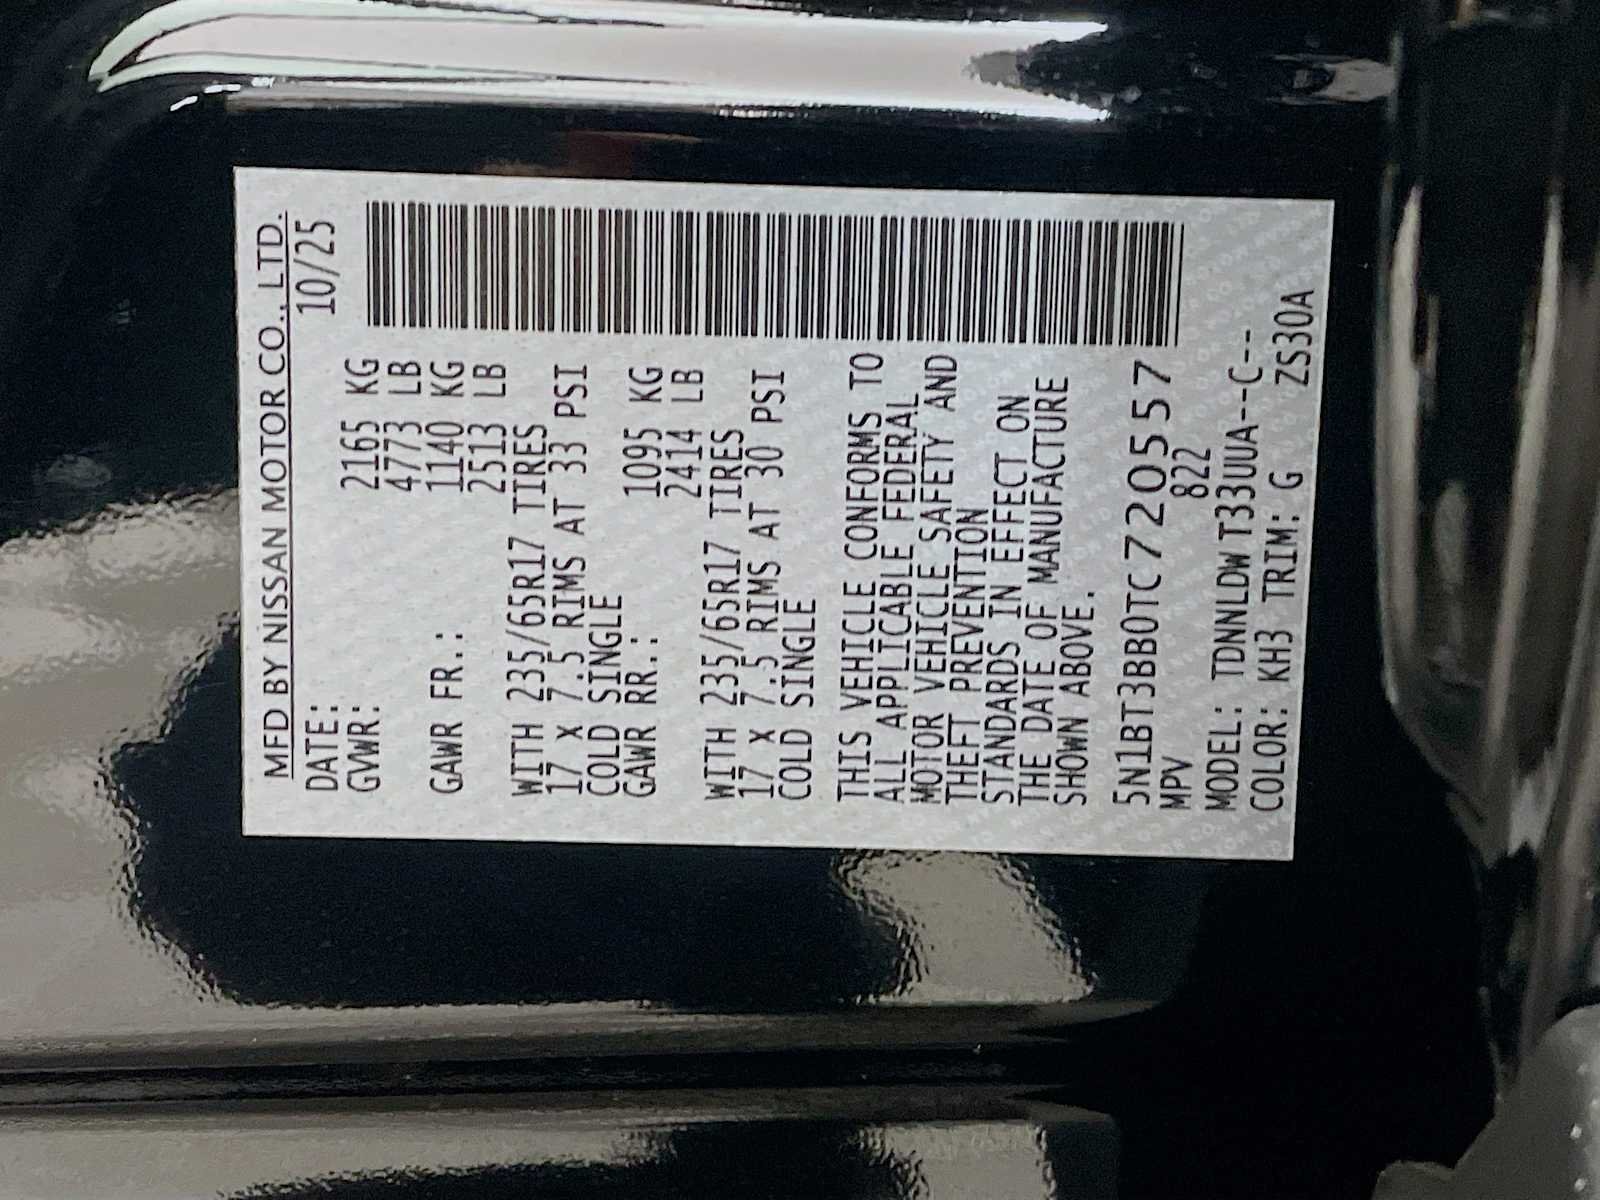 MFD BY NISSAN MOTOR CO., LTD.
DATE: 10/25
GVWR: 2165 KG
4773 LB
GAWR FR.: 1140 KG
2513 LB
WITH 235/65R17 TIRES
17 X 7.5 RIMS AT 33 PSI
COLD SINGLE
GAWR RR.: 1095 KG
2414 LB
WITH 235/65R17 TIRES
17 X 7.5 RIMS AT 30 PSI
COLD SINGLE
THIS VEHICLE CONFORMS TO
ALL APPLICABLE FEDERAL
MOTOR VEHICLE SAFETY AND
THEFT PREVENTION
STANDARDS IN EFFECT ON
THE DATE OF MANUFACTURE
SHOWN ABOVE.
5N1BT3BB0TC720557
MPV 822
MODEL: TDNNLDW T33UUA--C--
COLOR: KH3 TRIM: G ZS30A